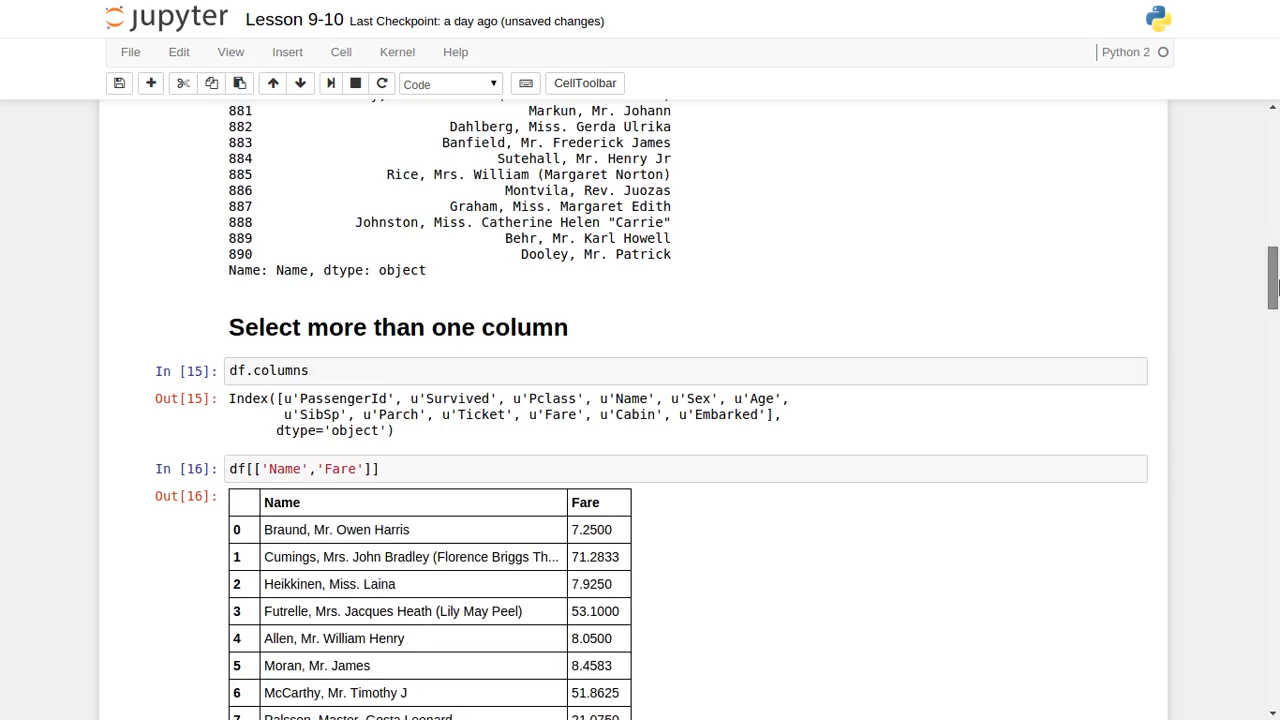 jupyter Lesson 9-10 Last Checkpoint: a day ago (unsaved changes)
File Edit View Insert Cell Kernel Help Python 2
Code CellToolbar
881 Markun, Mr. Johann
882 Dahlberg, Miss. Gerda Ulrika
883 Banfield, Mr. Frederick James
884 Sutehall, Mr. Henry Jr
885 Rice, Mrs. William (Margaret Norton)
886 Montvila, Rev. Juozas
887 Graham, Miss. Margaret Edith
888 Johnston, Miss. Catherine Helen "Carrie"
889 Behr, Mr. Karl Howell
890 Dooley, Mr. Patrick
Name: Name, dtype: object
Select more than one column
In [15]: df.columns
Out[15]: Index([u'PassengerId', u'Survived', u'Pclass', u'Name', u'Sex', u'Age',
u'SibSp', u'Parch', u'Ticket', u'Fare', u'Cabin', u'Embarked'],
dtype='object')
In [16]: df[['Name','Fare']]
Out[16]:
Name Fare
0 Braund, Mr. Owen Harris 7.2500
1 Cumings, Mrs. John Bradley (Florence Briggs Th... 71.2833
2 Heikkinen, Miss. Laina 7.9250
3 Futrelle, Mrs. Jacques Heath (Lily May Peel) 53.1000
4 Allen, Mr. William Henry 8.0500
5 Moran, Mr. James 8.4583
6 McCarthy, Mr. Timothy J 51.8625
7 Palsson, Master. Gosta Leonard 21.0750